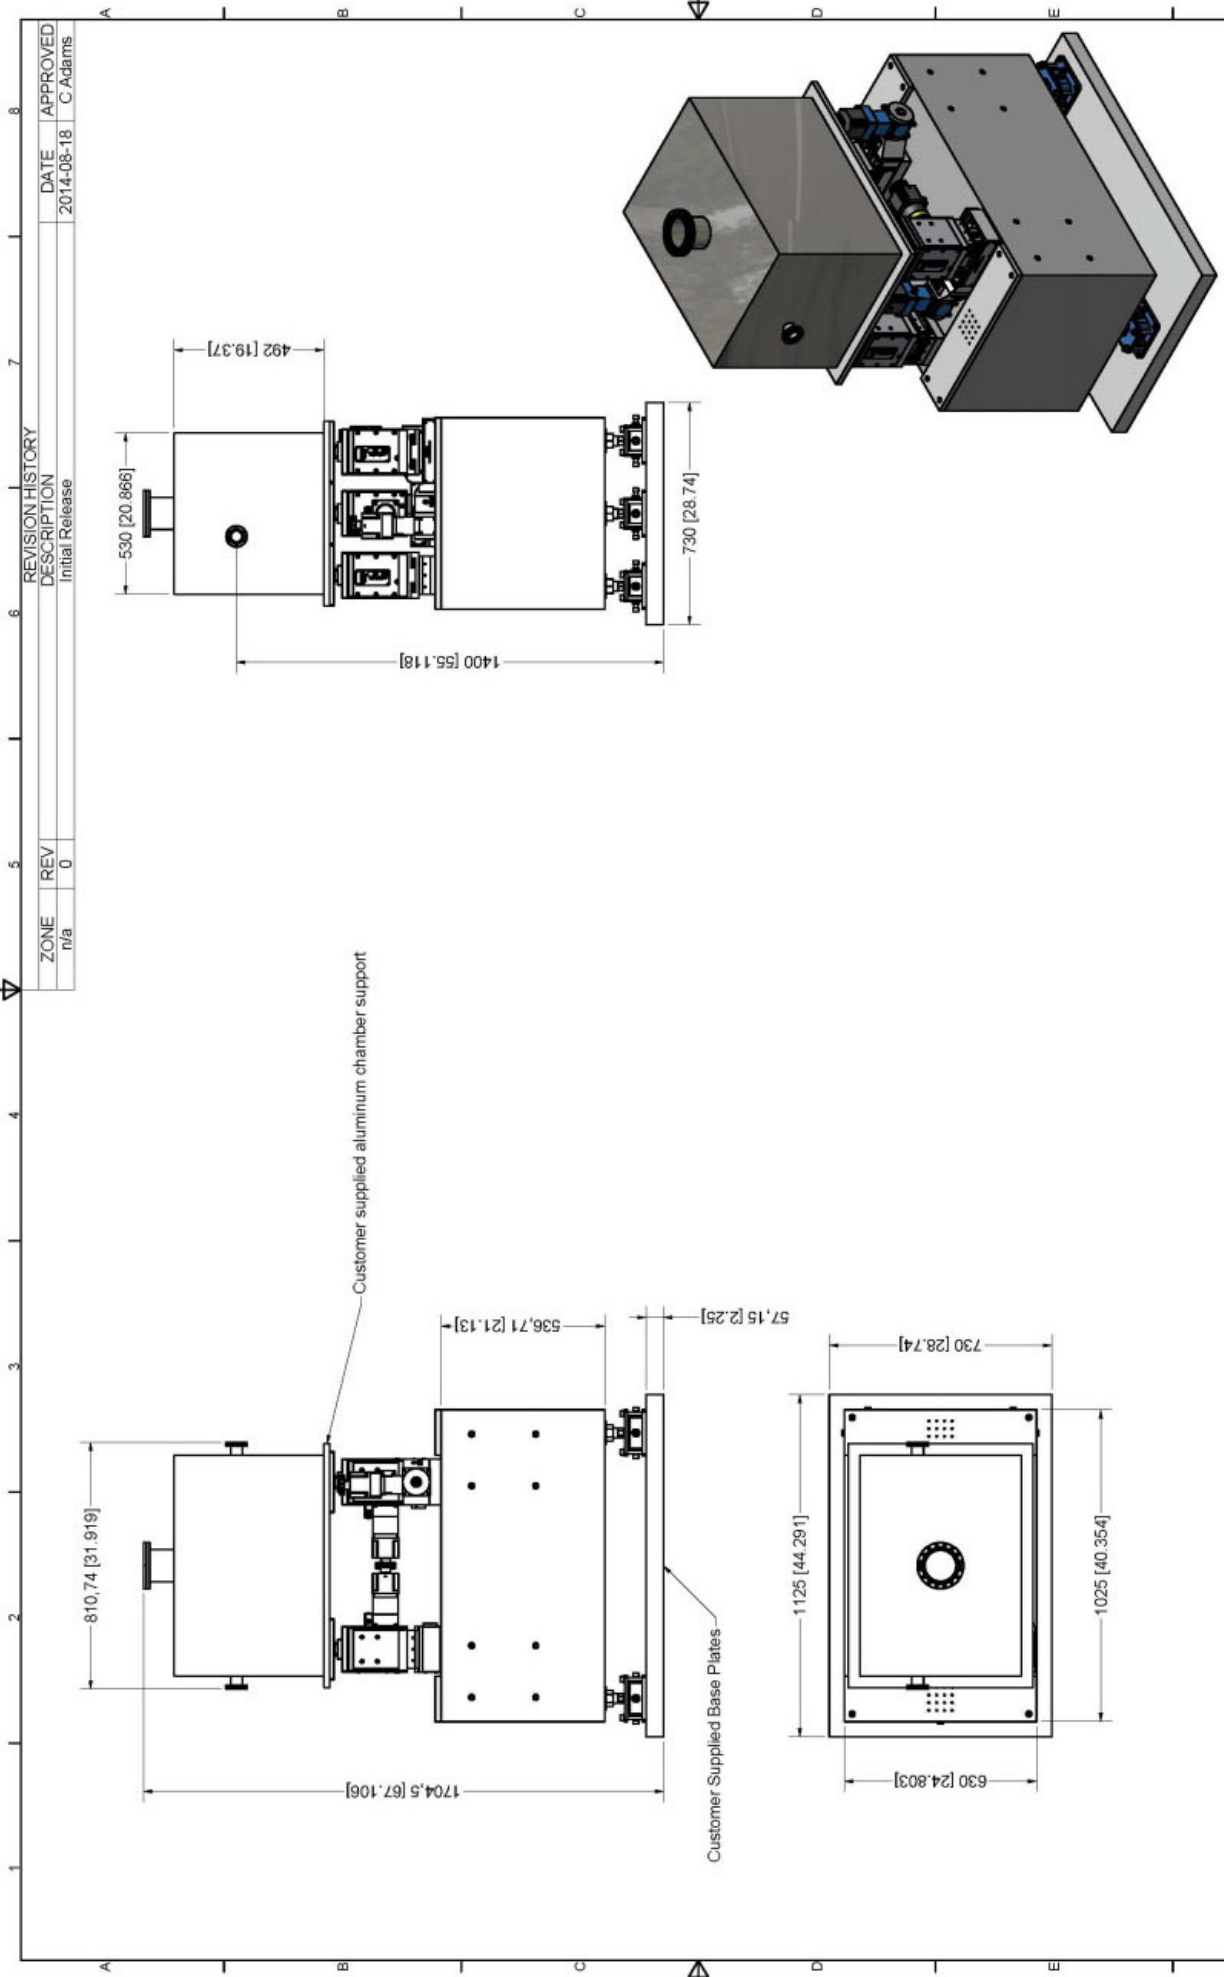 1
2
3
4
5
6
7
8
REVISION HISTORY
ZONE REV DESCRIPTION DATE APPROVED
n/a 0 Initial Release 2014-08-18 C Adams
A
B
C
D
E
A
B
C
D
E
810,74 [31.919]
1704,5 [67.106]
Customer supplied aluminum chamber support
536,71 [21.13]
57,15 [2.25]
Customer Supplied Base Plates
530 [20.866]
492 [19.37]
1400 [55.118]
730 [28.74]
1125 [44.291]
730 [28.74]
630 [24.803]
1025 [40.354]